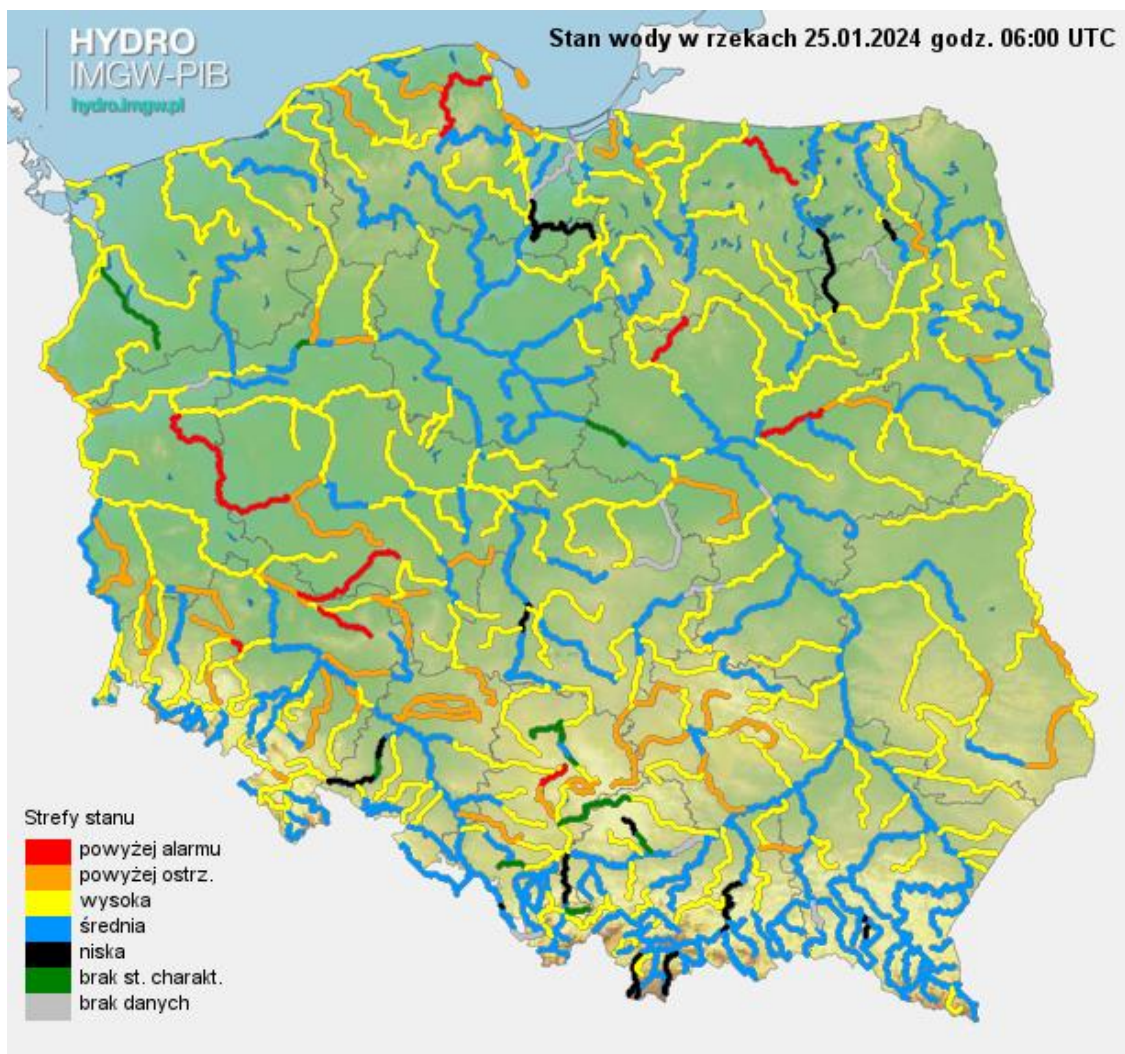 HYDRO
IMGW-PIB
hydro.imgw.pl
Stan wody w rzekach 25.01.2024 godz. 06:00 UTC
Strefy stanu
powyżej alarmu
powyżej ostrz.
wysoka
średnia
niska
brak st. charakt.
brak danych